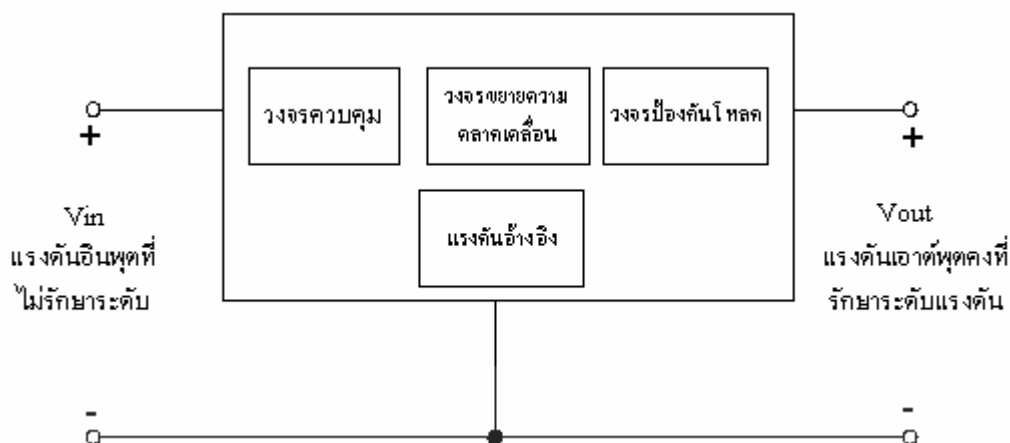 วงจรควบคุม
วงจรขยายความ
คลาดเคลื่อน
วงจรป้องกันโหลด
แรงดันอ้างอิง
+
+
Vin
แรงดันอินพุตที่
ไม่รักษาระดับ
Vout
แรงดันเอาต์พุตคงที่
รักษาระดับแรงดัน
-
-